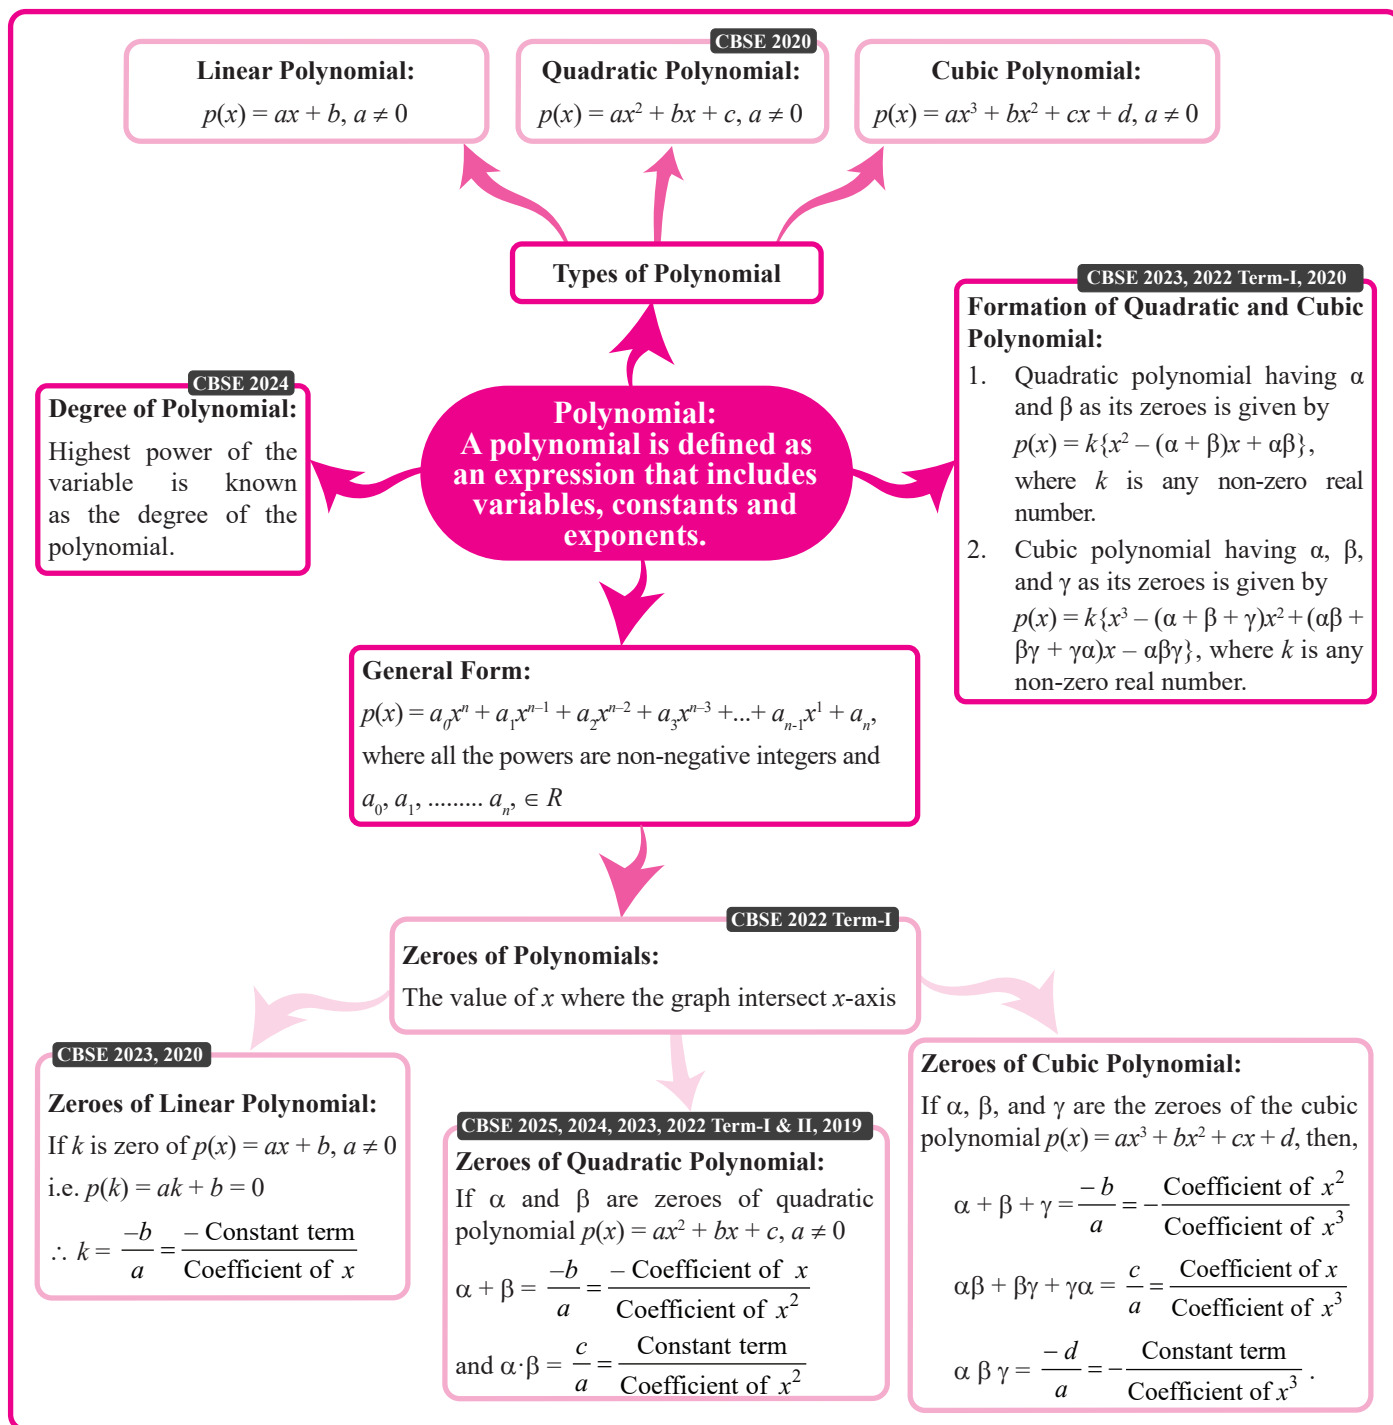 CBSE 2020
Linear Polynomial:
p(x) = ax + b, a ≠ 0
Quadratic Polynomial:
p(x) = ax² + bx + c, a ≠ 0
Cubic Polynomial:
p(x) = ax³ + bx² + cx + d, a ≠ 0
Types of Polynomial
CBSE 2024
Degree of Polynomial:
Highest power of the
variable is known
as the degree of the
polynomial.
Polynomial:
A polynomial is defined as
an expression that includes
variables, constants and
exponents.
CBSE 2023, 2022 Term-I, 2020
Formation of Quadratic and Cubic
Polynomial:
1. Quadratic polynomial having α
and β as its zeroes is given by
p(x) = k{x² – (α + β)x + αβ},
where k is any non-zero real
number.
2. Cubic polynomial having α, β,
and γ as its zeroes is given by
p(x) = k{x³ – (α + β + γ)x² + (αβ +
βγ + γα)x – αβγ}, where k is any
non-zero real number.
General Form:
p(x) = a₀xⁿ + a₁xⁿ⁻¹ + a₂xⁿ⁻² + a₃xⁿ⁻³ +...+ aₙ₋₁x¹ + aₙ,
where all the powers are non-negative integers and
a₀, a₁, ......... aₙ, ∈ R
CBSE 2022 Term-I
Zeroes of Polynomials:
The value of x where the graph intersect x-axis
CBSE 2023, 2020
Zeroes of Linear Polynomial:
If k is zero of p(x) = ax + b, a ≠ 0
i.e. p(k) = ak + b = 0
∴ k = –b/a = – Constant term/Coefficient of x
CBSE 2025, 2024, 2023, 2022 Term-I & II, 2019
Zeroes of Quadratic Polynomial:
If α and β are zeroes of quadratic
polynomial p(x) = ax² + bx + c, a ≠ 0
α + β = –b/a = – Coefficient of x/Coefficient of x²
and α·β = c/a = Constant term/Coefficient of x²
Zeroes of Cubic Polynomial:
If α, β, and γ are the zeroes of the cubic
polynomial p(x) = ax³ + bx² + cx + d, then,
α + β + γ = –b/a = –Coefficient of x²/Coefficient of x³
αβ + βγ + γα = c/a = Coefficient of x/Coefficient of x³
α β γ = –d/a = –Constant term/Coefficient of x³ .